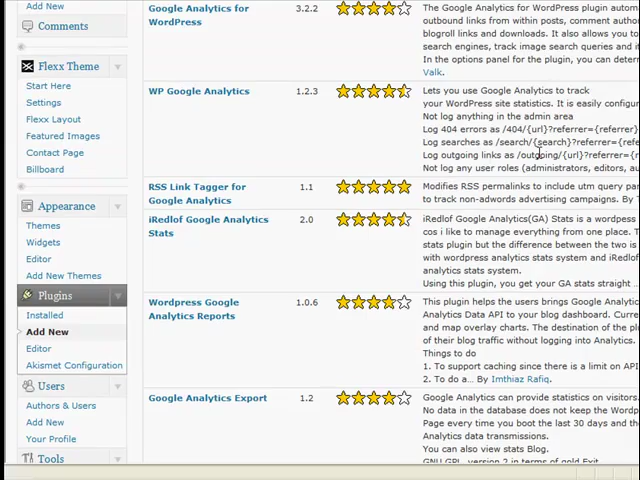 Add New
Comments
Flexx Theme
Start Here
Settings
Flexx Layout
Featured Images
Contact Page
Billboard
Appearance
Themes
Widgets
Editor
Add New Themes
Plugins
Installed
Add New
Editor
Akismet Configuration
Users
Authors & Users
Add New
Your Profile
Tools
Google Analytics for
WordPress
3.2.2
The Google Analytics for WordPress plugin autom
outbound links from within posts, comment autho
blogroll links and downloads. It also allows you to
search engines, track image search queries and it
In the options panel for the plugin, you can deter
Valk.
WP Google Analytics
1.2.3
Lets you use Google Analytics to track
your WordPress site statistics. It is easily configur
Not log anything in the admin area
Log 404 errors as /404/{url}?referrer={referrer}
Log searches as /search/{search}?referrer={refe
Log outgoing links as /outgoing/{url}?referrer={r
Not log any user roles (administrators, editors, au
RSS Link Tagger for
Google Analytics
1.1
Modifies RSS permalinks to include utm query par
to track non-adwords advertising campaigns. By T
iRedlof Google Analytics
Stats
2.0
iRedlof Google Analytics(GA) Stats is a wordpress
cos i like to manage everything from one place. T
stats plugin but the difference between the two is
with wordpress analytics stats system and iRedlof
analytics stats system.
Using this plugin, you get your GA stats straight
Wordpress Google
Analytics Reports
1.0.6
This plugin helps the users brings Google Analytic
Analytics Data API to your blog dashboard. Curre
and map overlay charts. The destination of the plu
of their blog traffic without logging into Analytics.
Things to do
1. To support caching since there is a limit on API
2. To do a... By Imthiaz Rafiq.
Google Analytics Export
1.2
Google Analytics can provide statistics on visitors.
No data in the database does not keep the Wordp
Page every time you boot the last 30 days and the
Analytics data transmissions.
You can also view stats Blog.
GNU GPL, version 2 in terms of gold Exit